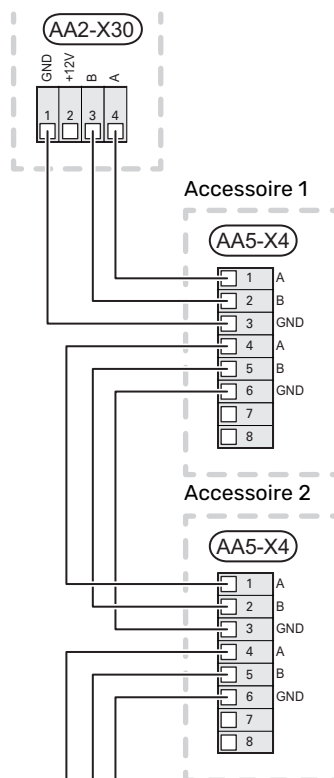 AA2-X30
GND +12V B A
1 2 3 4
Accessoire 1
AA5-X4
1 A
2 B
3 GND
4 A
5 B
6 GND
7
8
Accessoire 2
AA5-X4
1 A
2 B
3 GND
4 A
5 B
6 GND
7
8